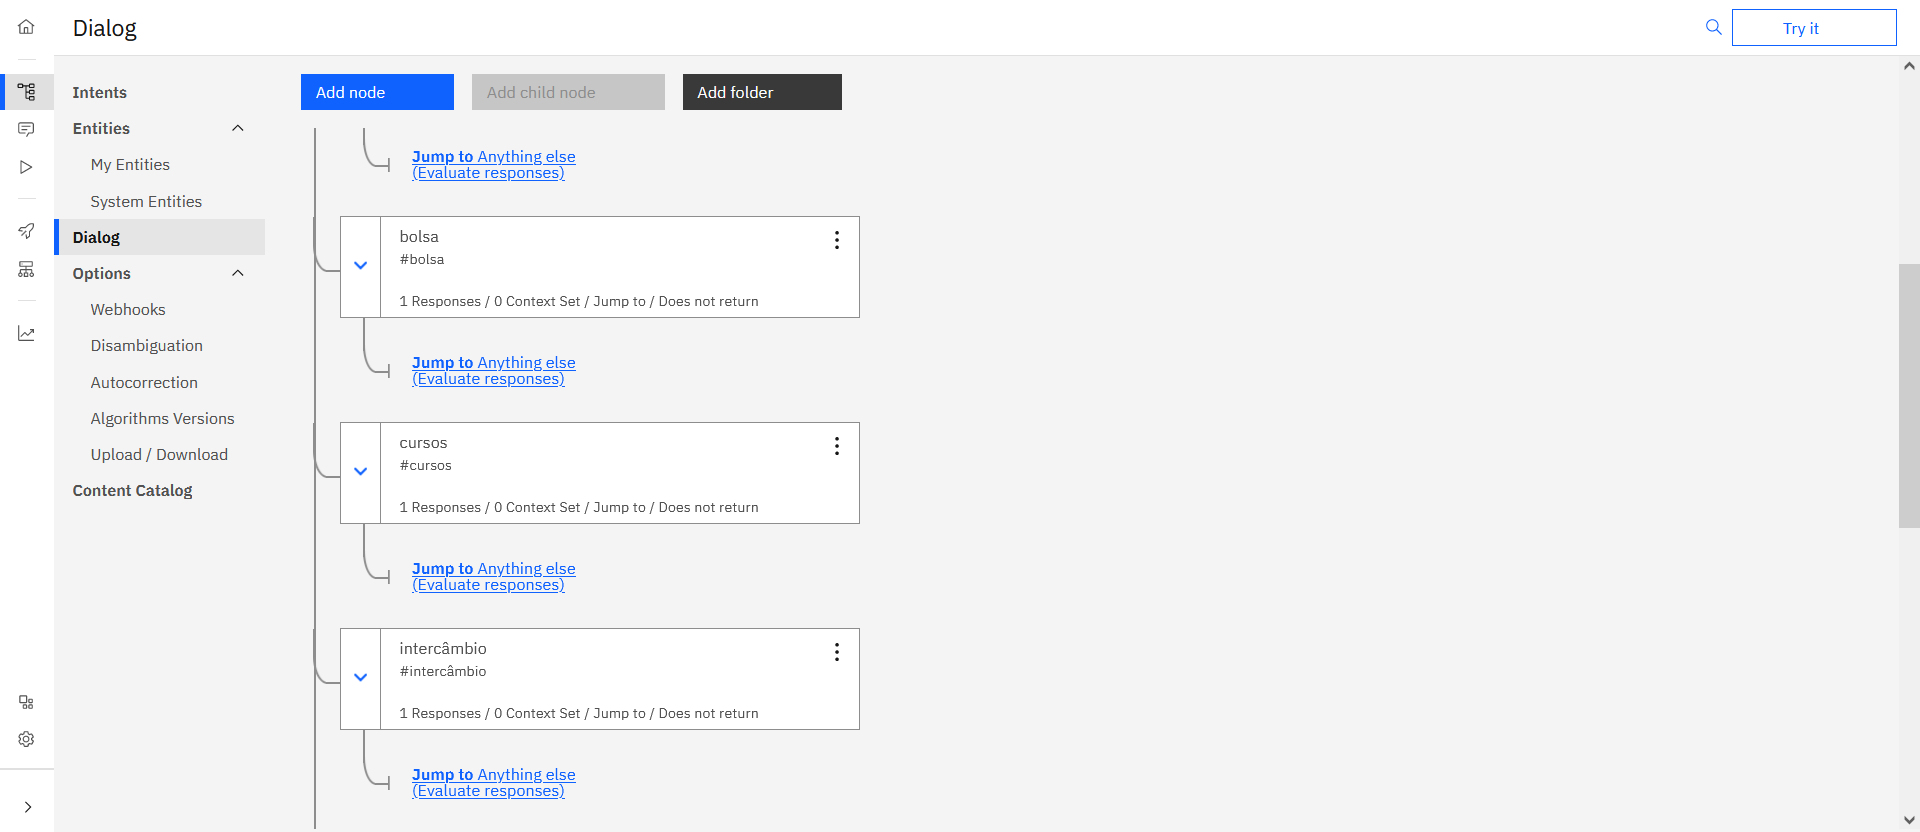 Dialog
Try it
Intents
Entities
My Entities
System Entities
Dialog
Options
Webhooks
Disambiguation
Autocorrection
Algorithms Versions
Upload / Download
Content Catalog
Add node
Add child node
Add folder
Jump to Anything else
(Evaluate responses)
bolsa
#bolsa
1 Responses / 0 Context Set / Jump to / Does not return
Jump to Anything else
(Evaluate responses)
cursos
#cursos
1 Responses / 0 Context Set / Jump to / Does not return
Jump to Anything else
(Evaluate responses)
intercâmbio
#intercâmbio
1 Responses / 0 Context Set / Jump to / Does not return
Jump to Anything else
(Evaluate responses)